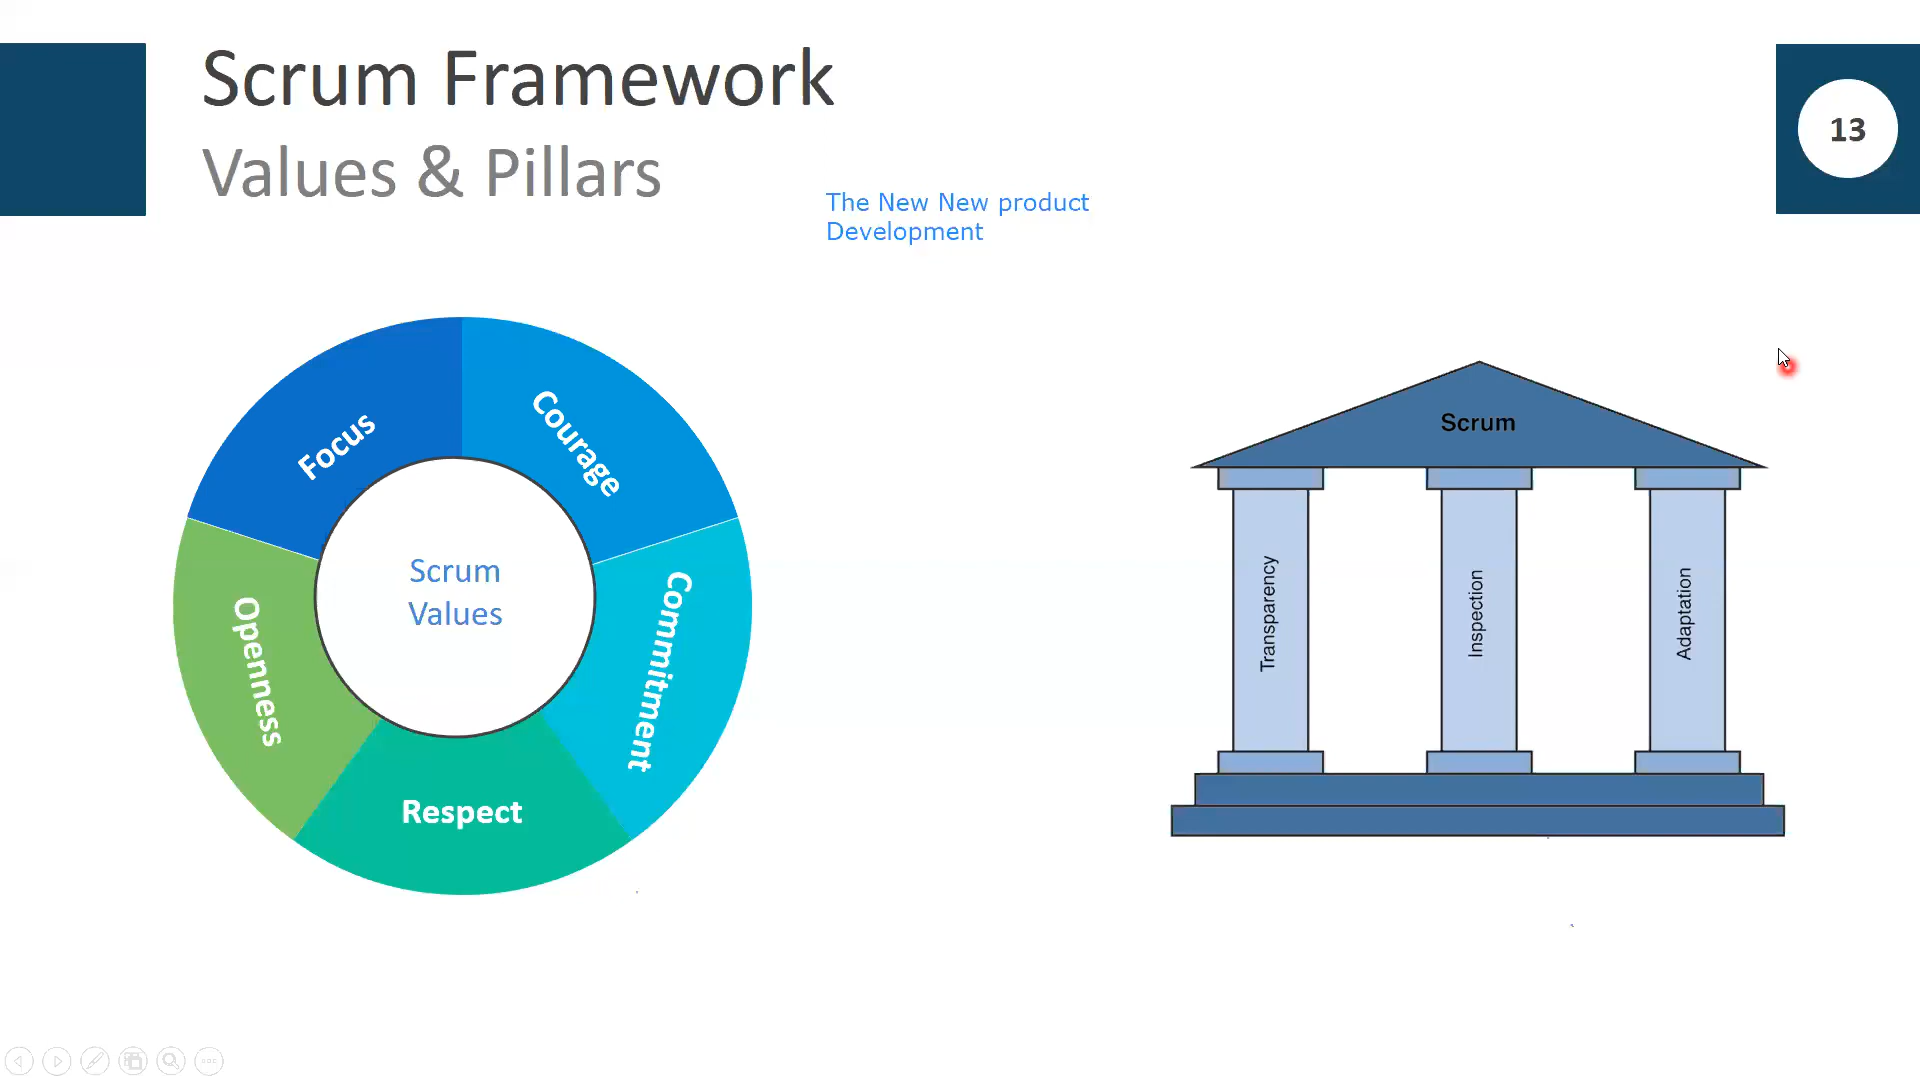 Scrum Framework
Values & Pillars
13
The New New product
Development
Focus
Courage
Commitment
Respect
Openness
Scrum
Values
Scrum
Transparency
Inspection
Adaptation